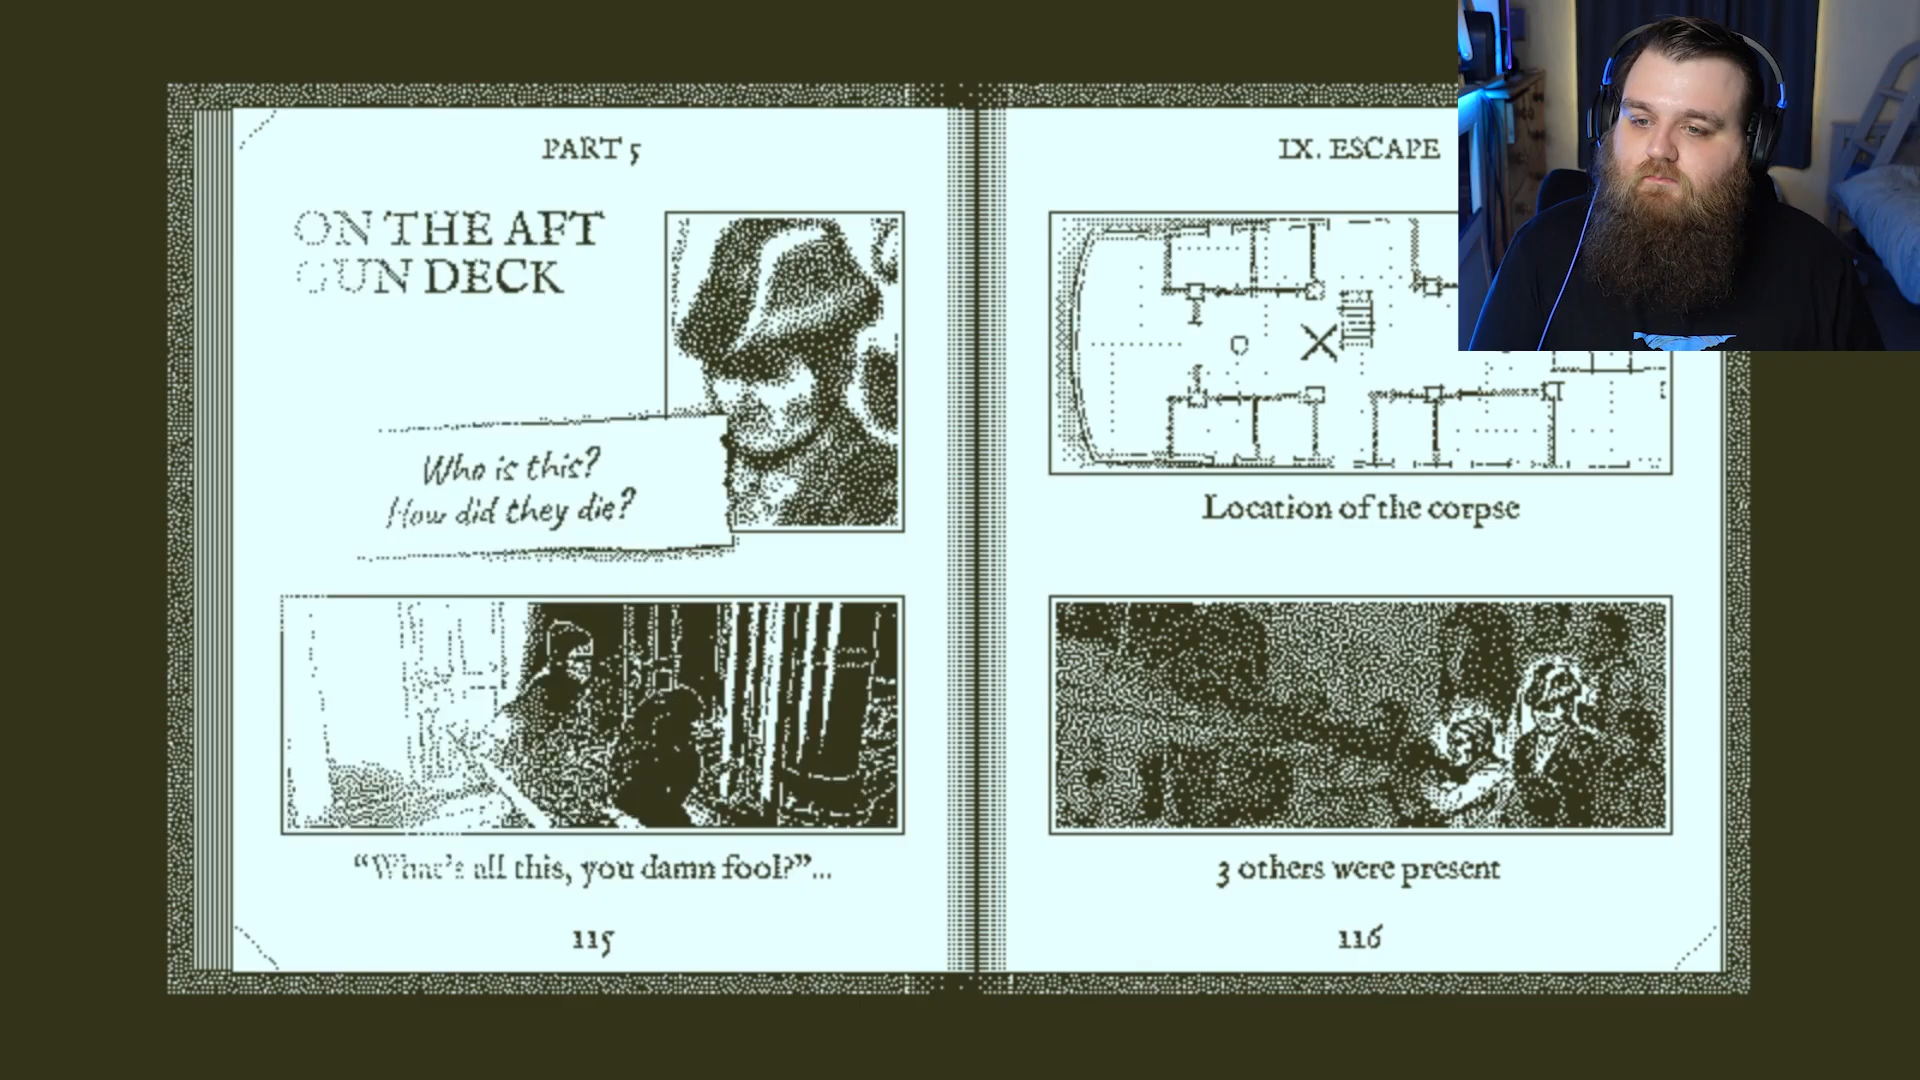 PART 5
ON THE AFT
GUN DECK
Who is this?
How did they die?
"What's all this, you damn fool?"...
115
IX. ESCAPE
Location of the corpse
3 others were present
116